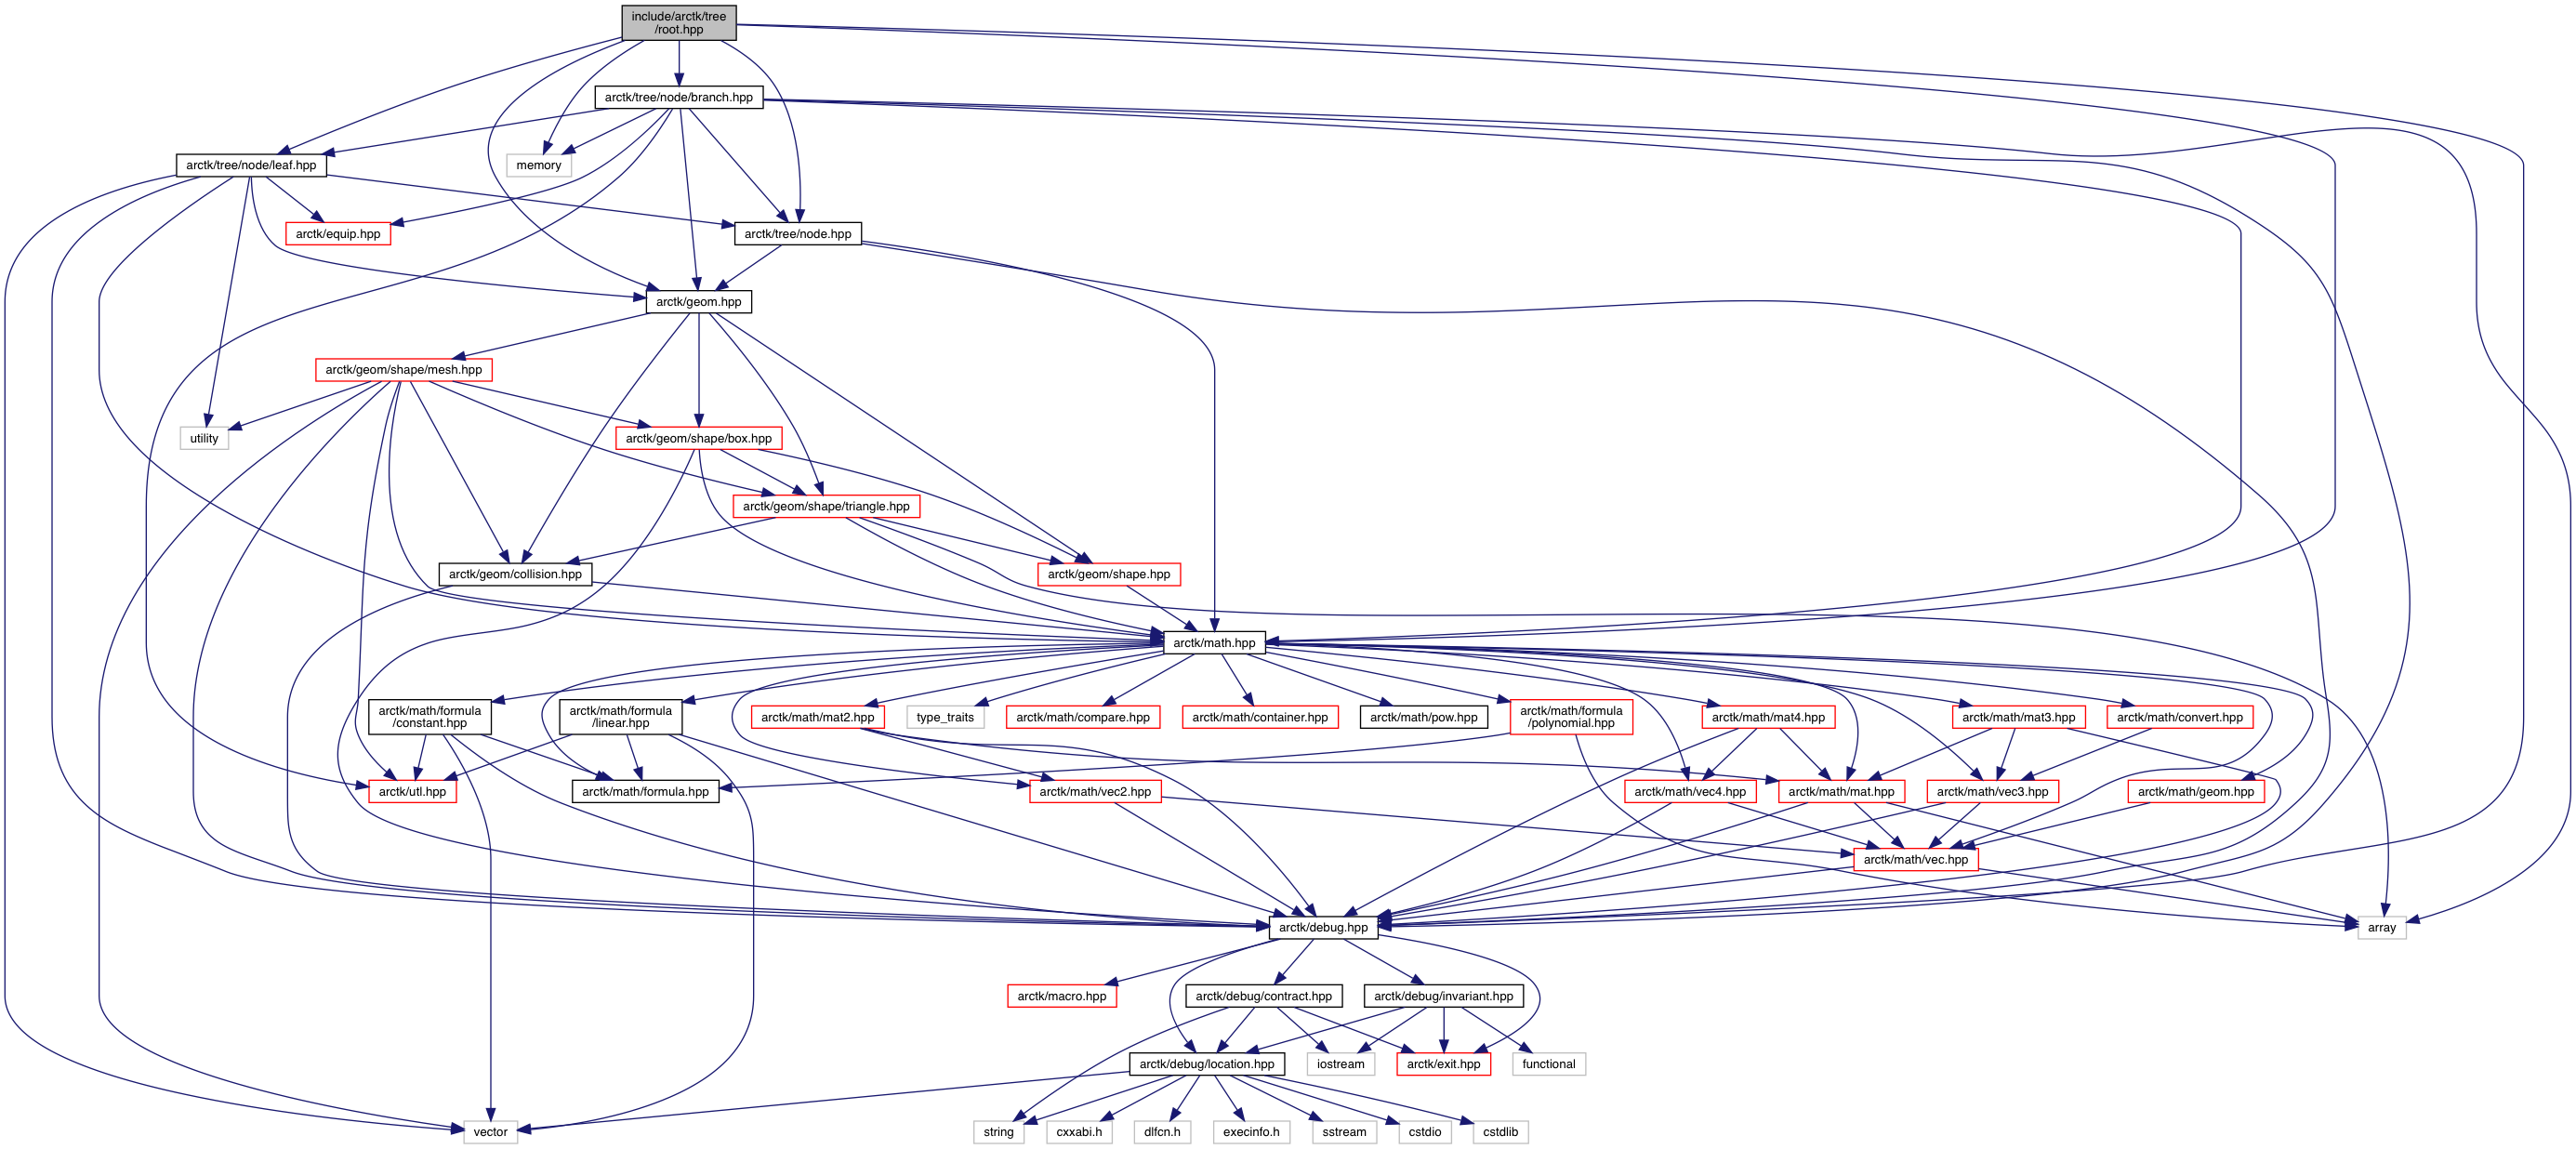 include/arctk/tree
/root.hpp
arctk/tree/node/branch.hpp
arctk/tree/node/leaf.hpp
memory
arctk/equip.hpp
arctk/tree/node.hpp
arctk/geom.hpp
arctk/geom/shape/mesh.hpp
utility
arctk/geom/shape/box.hpp
arctk/geom/shape/triangle.hpp
arctk/geom/collision.hpp
arctk/geom/shape.hpp
arctk/math.hpp
arctk/math/formula
/constant.hpp
arctk/math/formula
/linear.hpp
arctk/math/mat2.hpp
type_traits
arctk/math/compare.hpp
arctk/math/container.hpp
arctk/math/pow.hpp
arctk/math/formula
/polynomial.hpp
arctk/math/mat4.hpp
arctk/math/mat3.hpp
arctk/math/convert.hpp
arctk/utl.hpp
arctk/math/formula.hpp
arctk/math/vec2.hpp
arctk/math/vec4.hpp
arctk/math/mat.hpp
arctk/math/vec3.hpp
arctk/math/geom.hpp
arctk/math/vec.hpp
arctk/debug.hpp
array
arctk/macro.hpp
arctk/debug/contract.hpp
arctk/debug/invariant.hpp
arctk/debug/location.hpp
iostream
arctk/exit.hpp
functional
vector
string
cxxabi.h
dlfcn.h
execinfo.h
sstream
cstdio
cstdlib